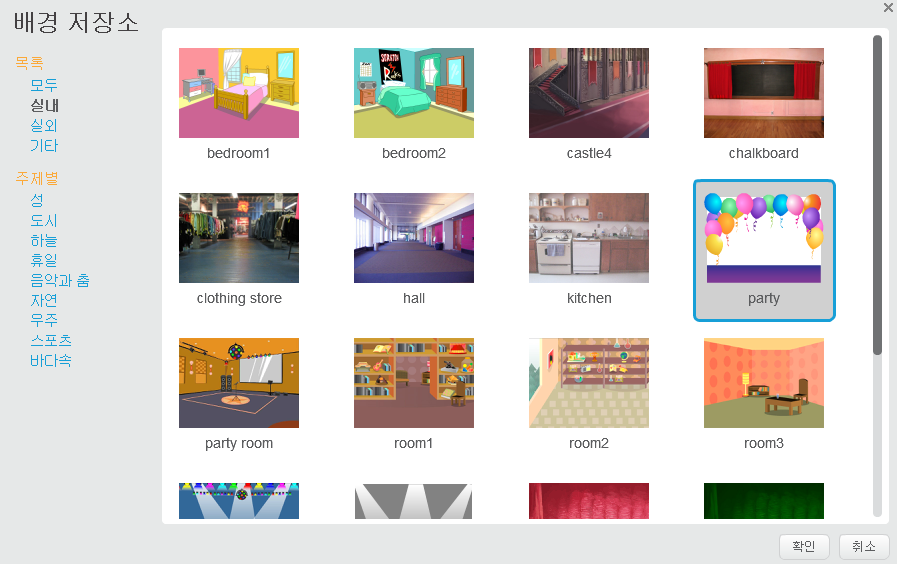 배경 저장소
목록
모두
실내
실외
기타
주제별
성
도시
하늘
휴일
음악과 춤
자연
우주
스포츠
바다속
bedroom1
bedroom2
castle4
chalkboard
clothing store
hall
kitchen
party
party room
room1
room2
room3
확인
취소